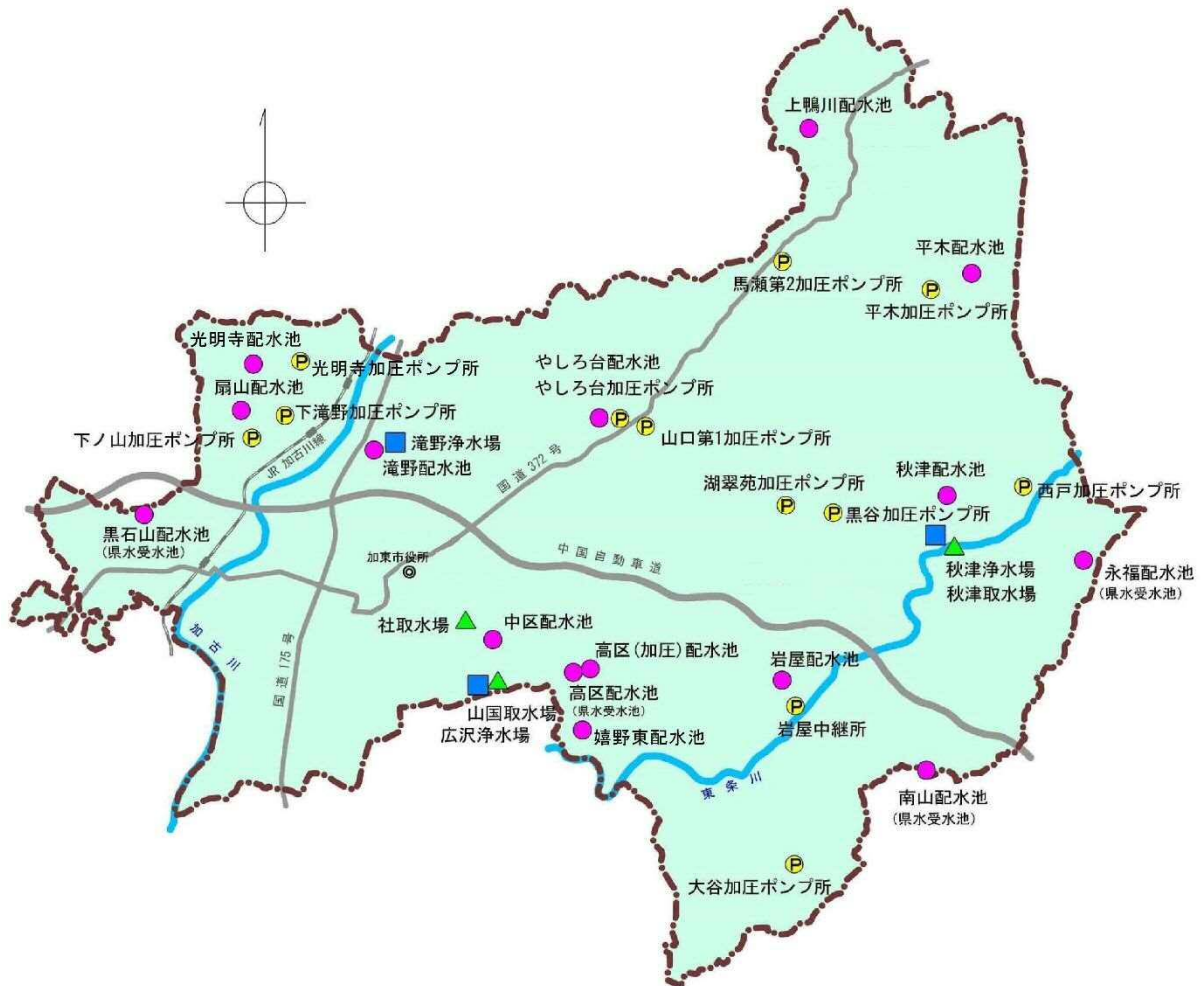 上鴨川配水池
平木配水池
馬瀬第2加圧ポンプ所
平木加圧ポンプ所
光明寺配水池
光明寺加圧ポンプ所
扇山配水池
下滝野加圧ポンプ所
下ノ山加圧ポンプ所
JR 加古川線
滝野浄水場
滝野配水池
やしろ台配水池
やしろ台加圧ポンプ所
山口第1加圧ポンプ所
国道 372 号
湖翠苑加圧ポンプ所
黒谷加圧ポンプ所
秋津配水池
西戸加圧ポンプ所
黒石山配水池
(県水受水池)
加東市役所
中国自動車道
秋津浄水場
秋津取水場
永福配水池
(県水受水池)
社取水場
中区配水池
高区(加圧)配水池
高区配水池
(県水受水池)
岩屋配水池
加古川
国道 175 号
山国取水場
広沢浄水場
嬉野東配水池
岩屋中継所
東条川
南山配水池
(県水受水池)
大谷加圧ポンプ所
P
P
P
P
P
P
P
P
P
P
P
P